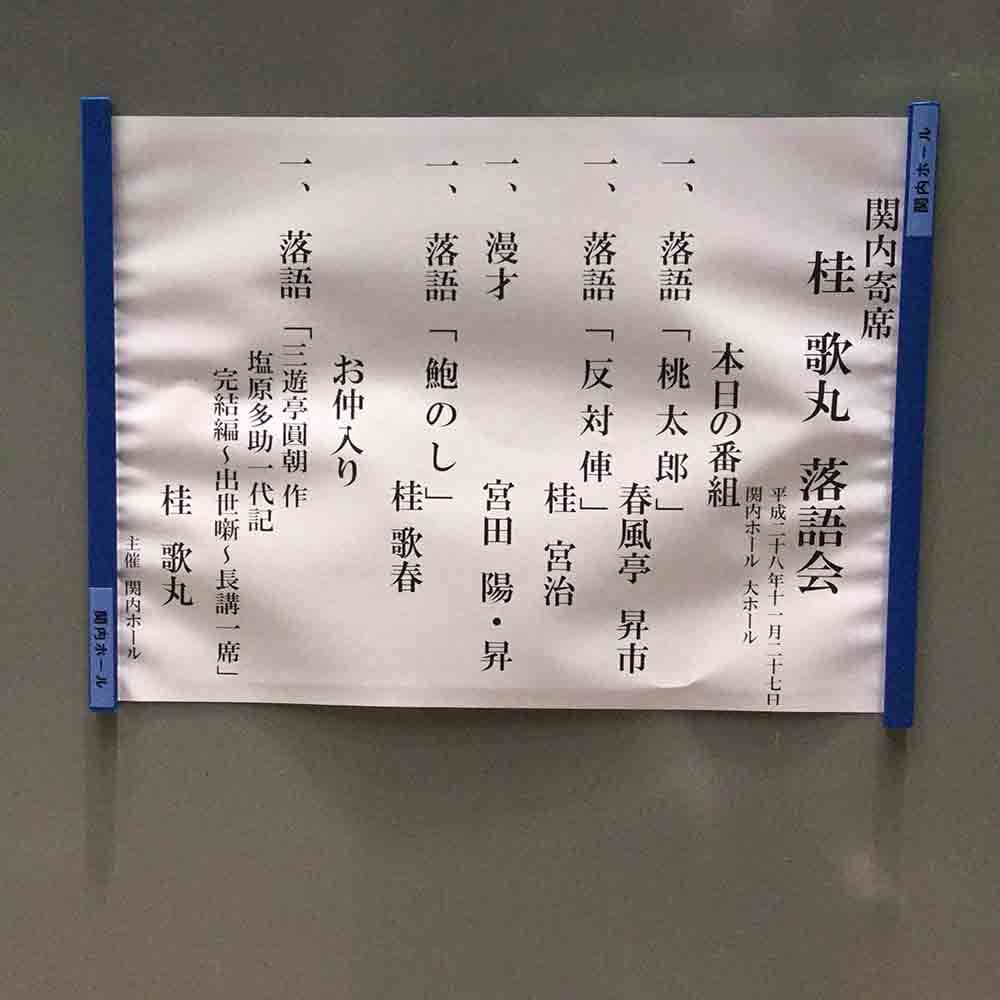 関内寄席
桂 歌丸 落語会
平成二十八年十一月二十七日
関内ホール 大ホール
本日の番組
一、 落語 「桃太郎」
春風亭 昇市
一、 落語 「反対俥」
桂 宮治
一、 漫才
宮田 陽・昇
一、 落語 「鮑のし」
桂 歌春
お仲入り
一、 落語 「三遊亭圓朝 作
塩原多助一代記
完結編～出世噺～長講一席」
桂 歌丸
主催 関内ホール
関内ホール
関内ホール